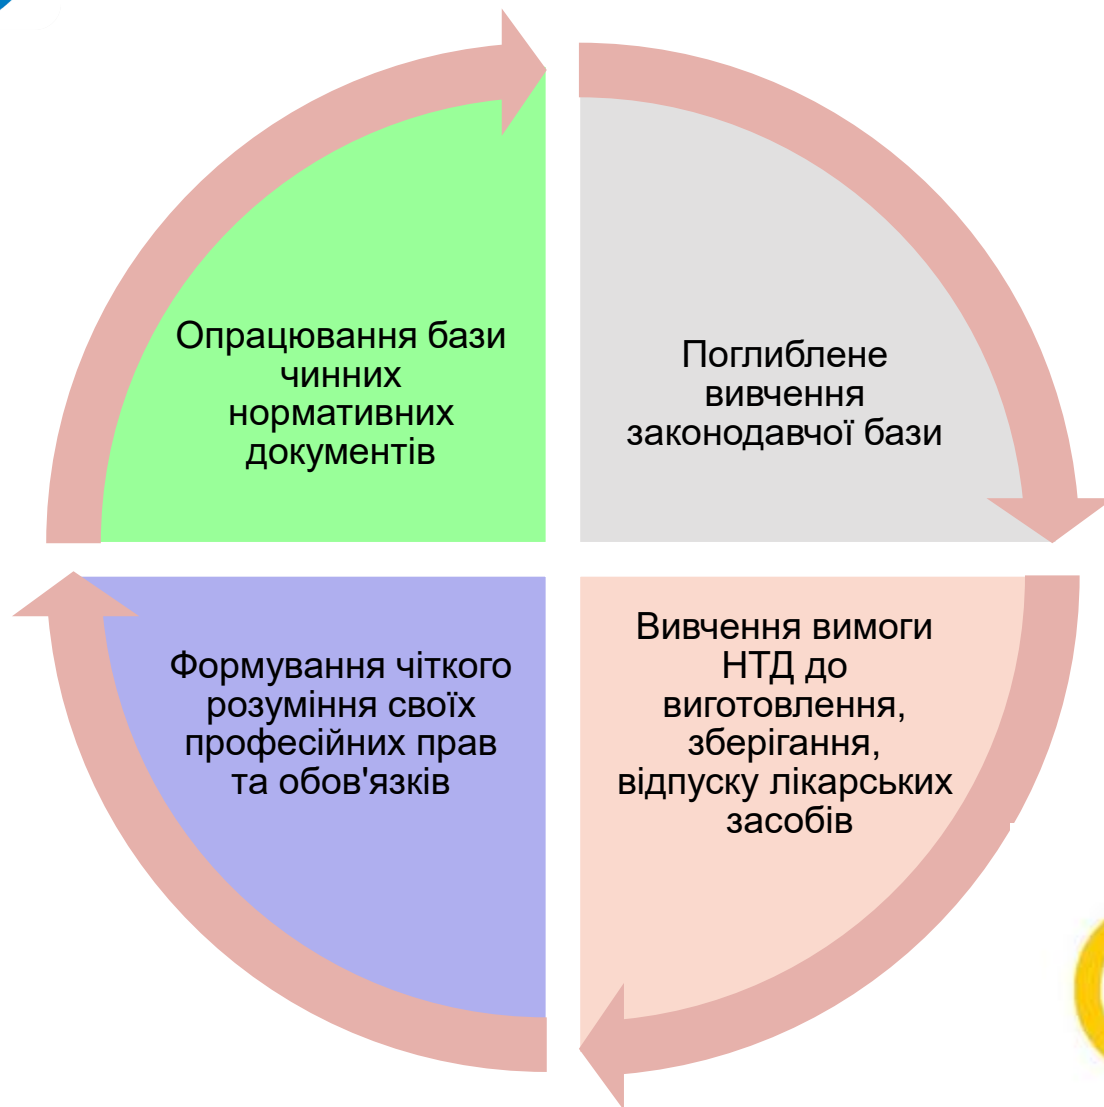 Опрацювання бази
чинних
нормативних
документів
Поглиблене
вивчення
законодавчої бази
Формування чіткого
розуміння своїх
професійних прав
та обов'язків
Вивчення вимоги
НТД до
виготовлення,
зберігання,
відпуску лікарських
засобів